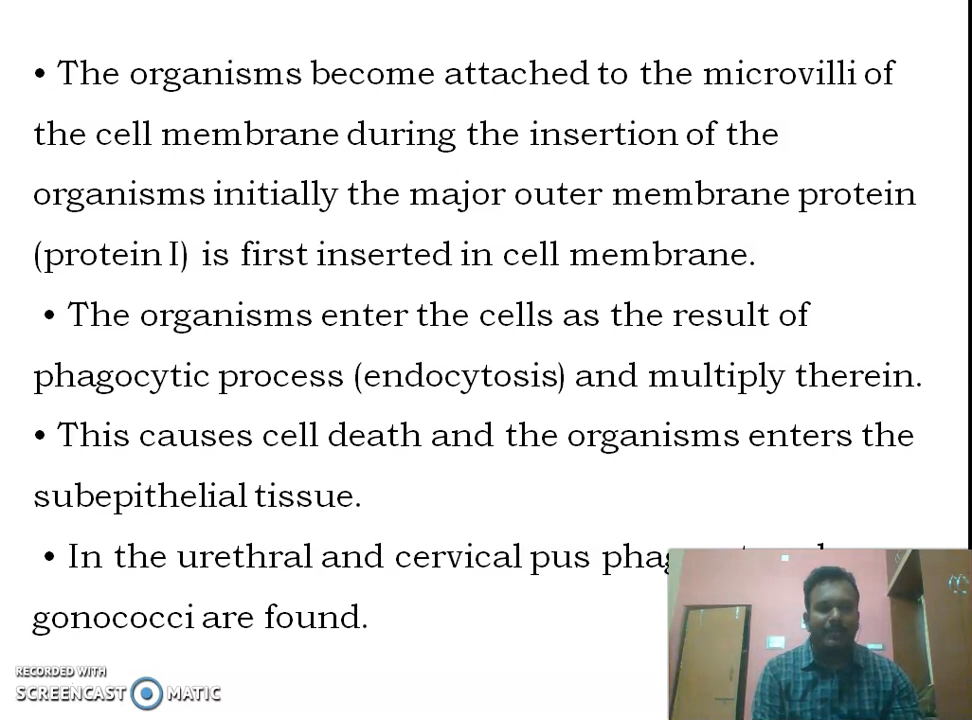 • The organisms become attached to the microvilli of
the cell membrane during the insertion of the
organisms initially the major outer membrane protein
(protein I) is first inserted in cell membrane.
• The organisms enter the cells as the result of
phagocytic process (endocytosis) and multiply therein.
• This causes cell death and the organisms enters the
subepithelial tissue.
• In the urethral and cervical pus
gonococci are found.
RECORDED WITH
SCREENCAST MATIC